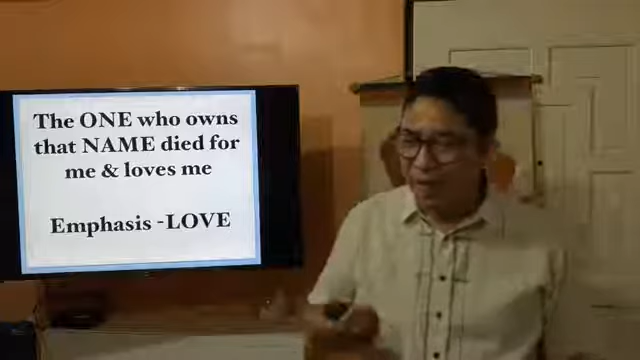 The ONE who owns
that NAME died for
me & loves me
Emphasis -LOVE